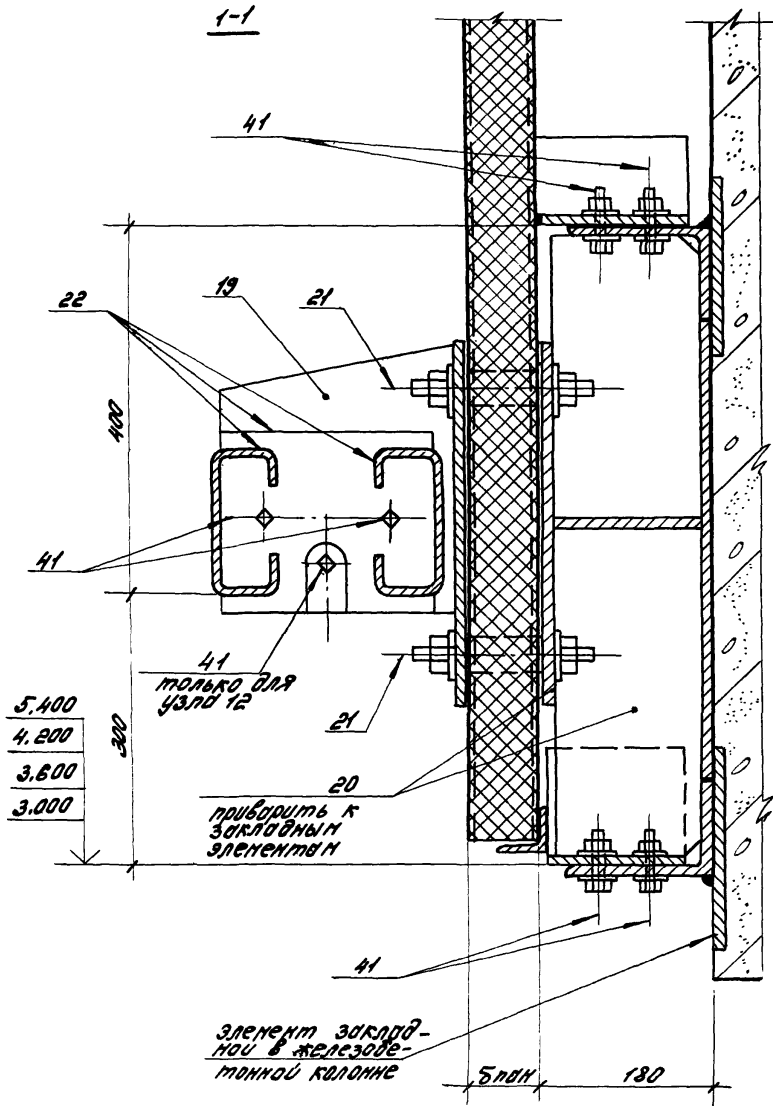 1-1
41
22
19
21
400
41
41
только для
узла 12
21
5.400
4.200
3.600
3.000
300
20
приварить к
закладным
элементам
41
элемент заклад-
ной в железобе-
тонной колонне
δпан
180